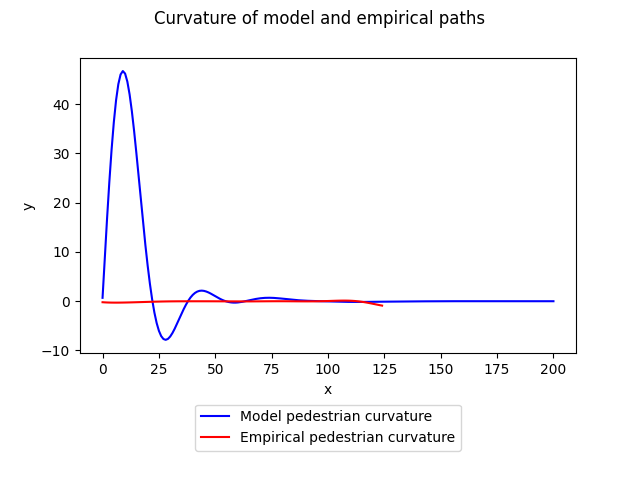 Curvature of model and empirical paths
40
30
20
10
0
−10
y
0 25 50 75 100 125 150 175 200
x
Model pedestrian curvature
Empirical pedestrian curvature